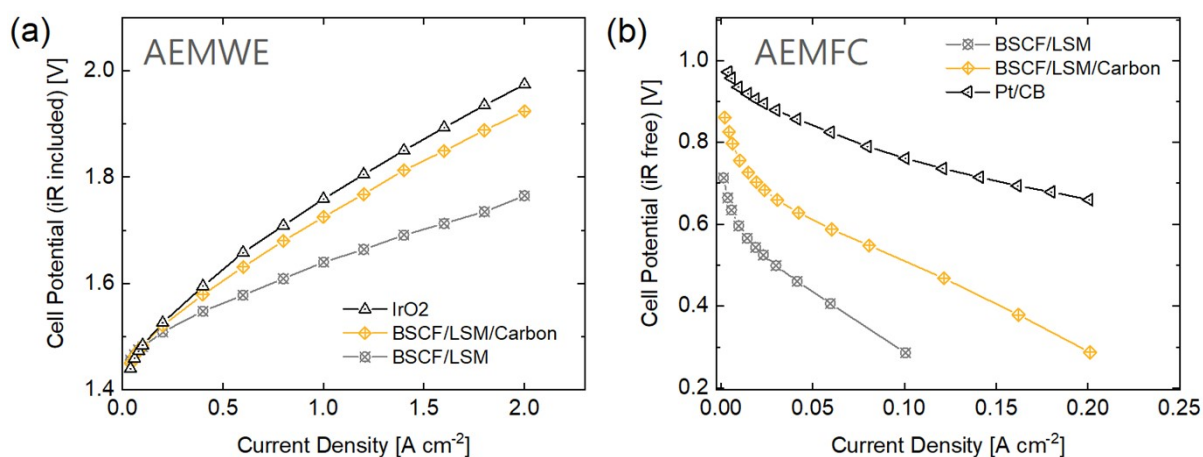 (a)
AEMWE
Cell Potential (iR included) [V]
2.0
1.8
1.6
1.4
IrO2
BSCF/LSM/Carbon
BSCF/LSM
0.0 0.5 1.0 1.5 2.0
Current Density [A cm-2]
(b)
AEMFC
Cell Potential (iR free) [V]
1.0
0.8
0.6
0.4
0.2
BSCF/LSM
BSCF/LSM/Carbon
Pt/CB
0.00 0.05 0.10 0.15 0.20 0.25
Current Density [A cm-2]